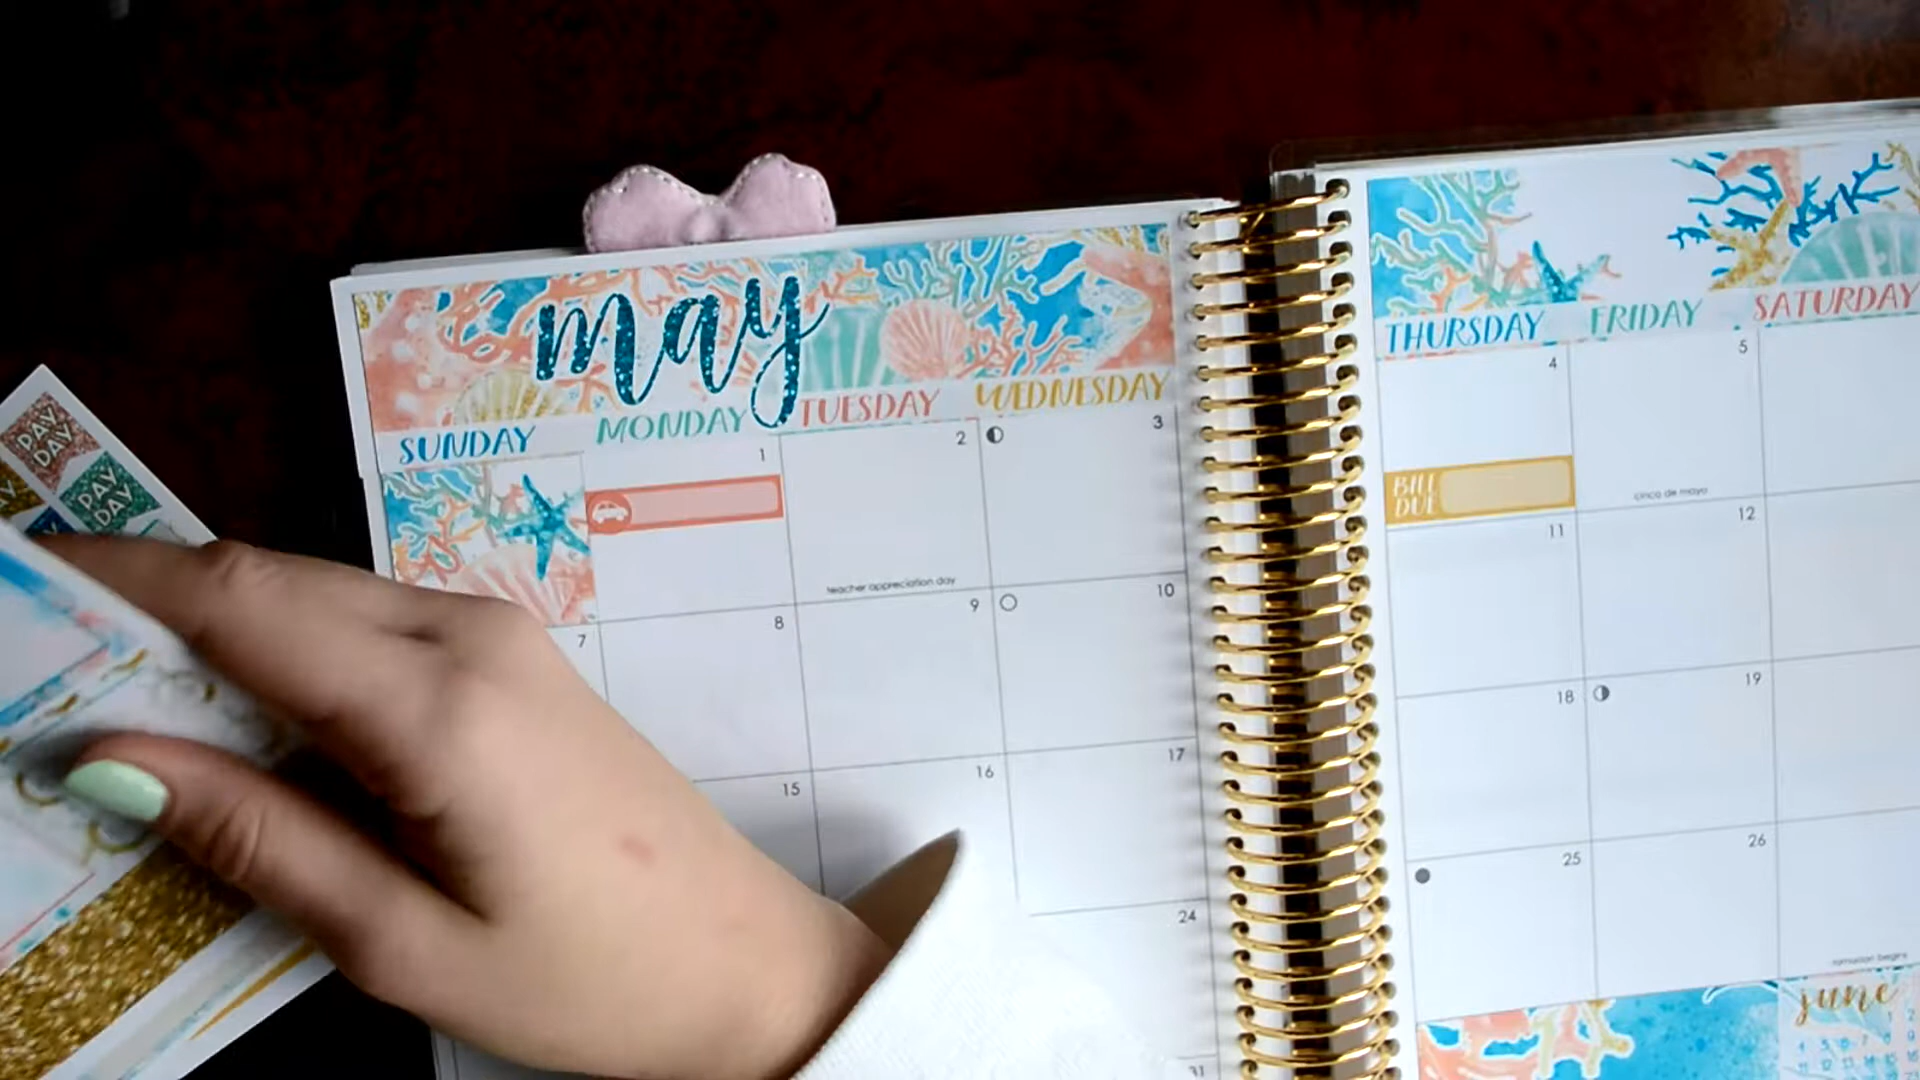 may
SUNDAY MONDAY TUESDAY WEDNESDAY
THURSDAY FRIDAY SATURDAY
1 2 3
4 5
BILL
DUE
teacher appreciation day
cinco de mayo
7 8 9 10
11 12
15 16 17
18 19
24
25 26
31
june
PAY
DAY
PAY
DAY